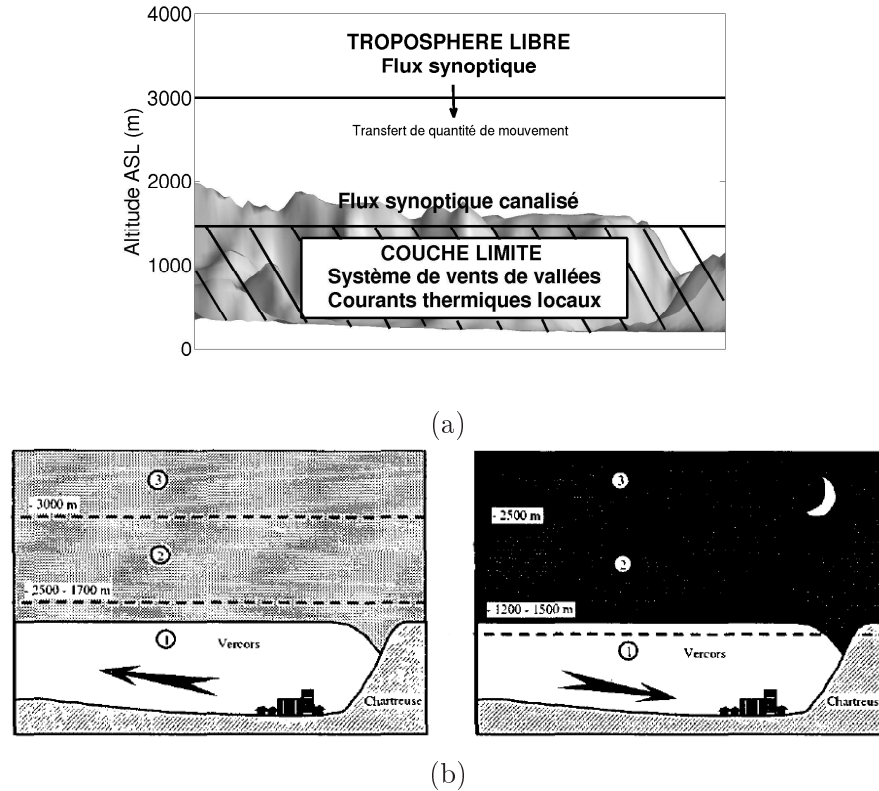 4000
TROPOSPHERE LIBRE
Flux synoptique
3000
Transfert de quantité de mouvement
Altitude ASL (m)
2000
Flux synoptique canalisé
COUCHE LIMITE
1000
Système de vents de vallées
Courants thermiques locaux
0
(a)
3
- 3000 m
2
- 2500 - 1700 m
1
Vercors
Chartreuse
3
- 2500 m
2
- 1200 - 1500 m
1
Vercors
Chartreuse
(b)